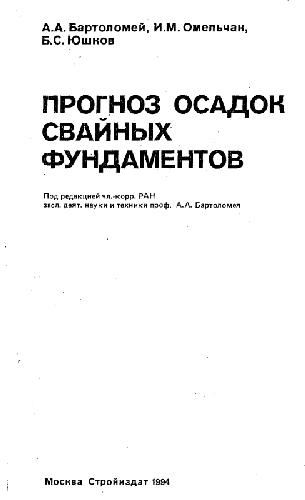 А.А. Бартоломей, И.М. Омельчак,
Б.С. Юшков
ПРОГНОЗ ОСАДОК
СВАЙНЫХ
ФУНДАМЕНТОВ
Под редакцией чл.-корр. РАН
засл. деят. науки и техники проф. А.А. Бартоломея
Москва Стройиздат 1994